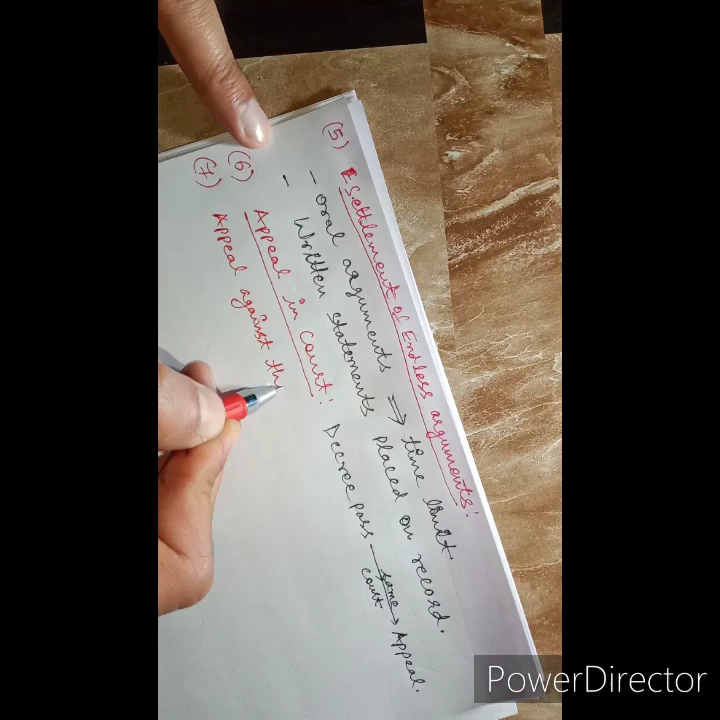 (5) Settlement of Endless arguments:
- oral arguments ⇒ time limit.
- Written statements placed on record.
(6) Appeal in court: Decree pass same court → Appeal.
(7) Appeal against th
PowerDirector